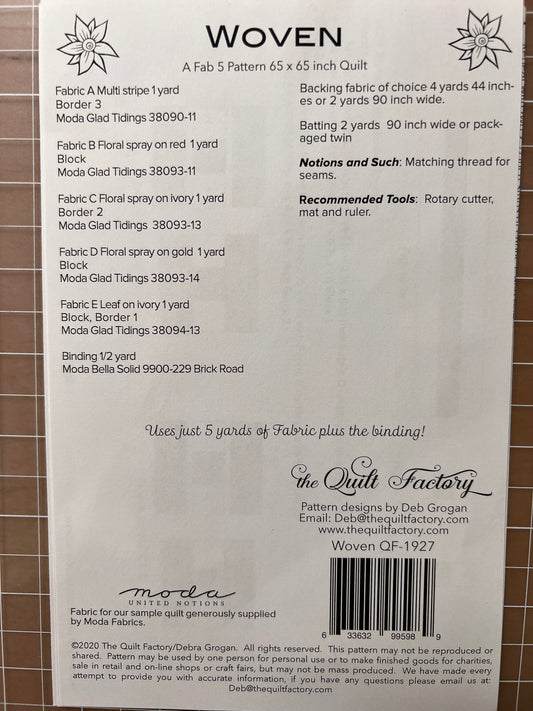 WOVEN
A Fab 5 Pattern 65 x 65 inch Quilt
Fabric A Multi stripe 1 yard
Border 3
Moda Glad Tidings 38090-11
Fabric B Floral spray on red 1 yard
Block
Moda Glad Tidings 38093-11
Fabric C Floral spray on ivory 1 yard
Border 2
Moda Glad Tidings 38093-13
Fabric D Floral spray on gold 1 yard
Block
Moda Glad Tidings 38093-14
Fabric E Leaf on ivory 1 yard
Block, Border 1
Moda Glad Tidings 38094-13
Binding 1/2 yard
Moda Bella Solid 9900-229 Brick Road
Backing fabric of choice 4 yards 44 inch-
es or 2 yards 90 inch wide.
Batting 2 yards 90 inch wide or pack-
aged twin
Notions and Such: Matching thread for
seams.
Recommended Tools: Rotary cutter,
mat and ruler.
Uses just 5 yards of Fabric plus the binding!
the Quilt Factory
Pattern designs by Deb Grogan
Email: Deb@thequiltfactory.com
www.thequiltfactory.com
Woven QF-1927
6 33632 99598 9
moda
UNITED NOTIONS
Fabric for our sample quilt generously supplied
by Moda Fabrics.
©2020 The Quilt Factory/Debra Grogan. All rights reserved. This pattern may not be reproduced or
shared. Pattern may be used by one person for personal use or to make finished goods for charities,
sale in retail and on-line shops or craft fairs, but may not be mass produced. We have made every
attempt to provide you with accurate information, if you have any questions please email us at:
Deb@thequiltfactory.com